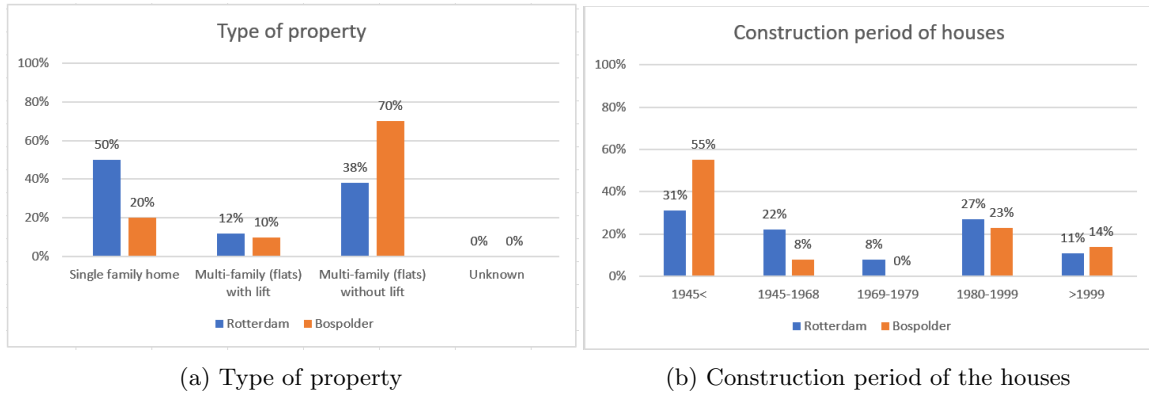 Type of property
100%
80%
60%
40%
20%
0%
50%
20%
12%
10%
38%
70%
0%
0%
Single family home
Multi-family (flats)
with lift
Multi-family (flats)
without lift
Unknown
Rotterdam
Bospolder
(a) Type of property
Construction period of houses
100%
80%
60%
40%
20%
0%
31%
55%
22%
8%
8%
0%
27%
23%
11%
14%
1945<
1945-1968
1969-1979
1980-1999
>1999
Rotterdam
Bospolder
(b) Construction period of the houses